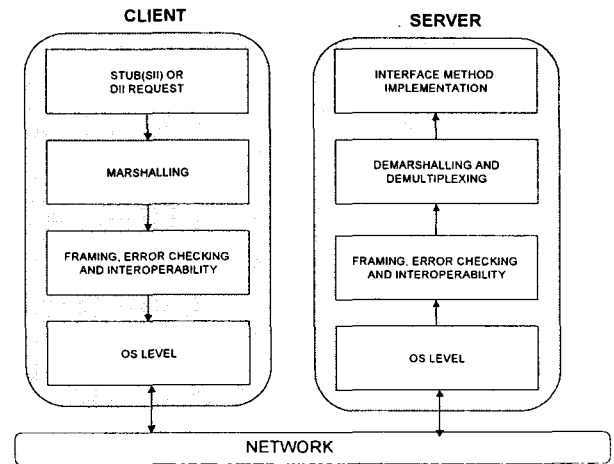 CLIENT
STUB(SII) OR
DII REQUEST
MARSHALLING
FRAMING, ERROR CHECKING
AND INTEROPERABILITY
OS LEVEL
SERVER
INTERFACE METHOD
IMPLEMENTATION
DEMARSHALLING AND
DEMULTIPLEXING
FRAMING, ERROR CHECKING
AND INTEROPERABILITY
OS LEVEL
NETWORK